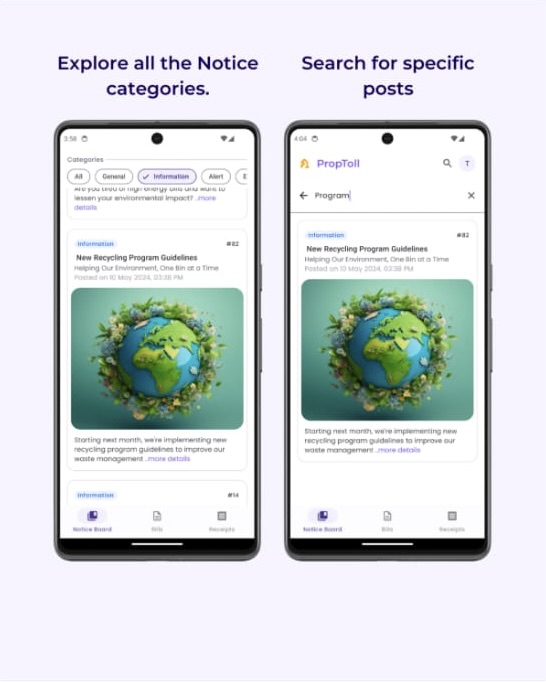 Explore all the Notice
categories.
3:58
Categories
All General Information Alert E
Are you tired of high energy bills and want to
lessen your environmental impact? ..more
details
Information #82
New Recycling Program Guidelines
Helping Our Environment, One Bin at a Time
Posted on 10 May 2024, 03:38 PM
Starting next month, we're implementing new
recycling program guidelines to improve our
waste management ..more details
Information #14
Notice Board Bills Receipts
Search for specific
posts
4:04
PropToll T
Program
Information #82
New Recycling Program Guidelines
Helping Our Environment, One Bin at a Time
Posted on 10 May 2024, 03:38 PM
Starting next month, we're implementing new
recycling program guidelines to improve our
waste management ..more details
Notice Board Bills Receipts